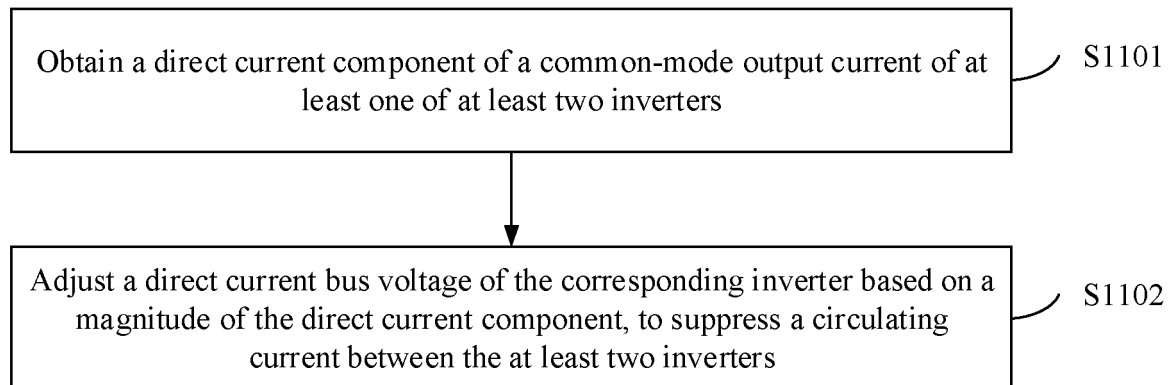 Obtain a direct current component of a common-mode output current of at
least one of at least two inverters
S1101
Adjust a direct current bus voltage of the corresponding inverter based on a
magnitude of the direct current component, to suppress a circulating
current between the at least two inverters
S1102